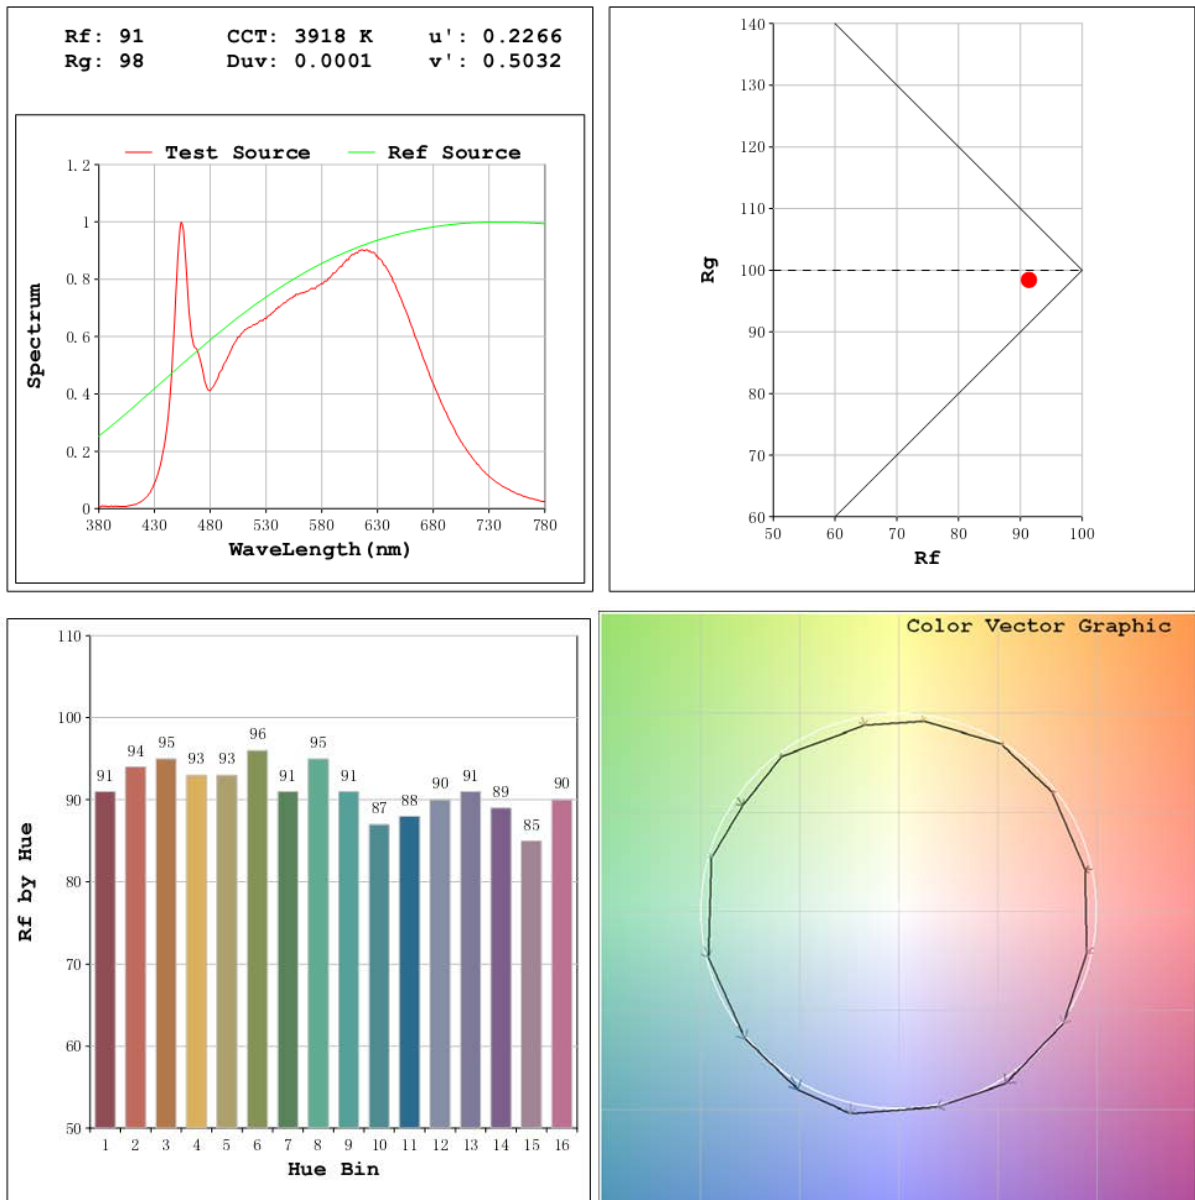 Rf: 91 CCT: 3918 K u': 0.2266
Rg: 98 Duv: 0.0001 v': 0.5032
Test Source Ref Source
1.2
1
0.8
0.6
0.4
0.2
0
Spectrum
380 430 480 530 580 630 680 730 780
WaveLength(nm)
140
130
120
110
100
90
80
70
60
Rg
50 60 70 80 90 100
Rf
110
100
90
80
70
60
50
Rf by Hue
91 94 95 93 93 96 91 95 91 87 88 90 91 89 85 90
1 2 3 4 5 6 7 8 9 10 11 12 13 14 15 16
Hue Bin
Color Vector Graphic